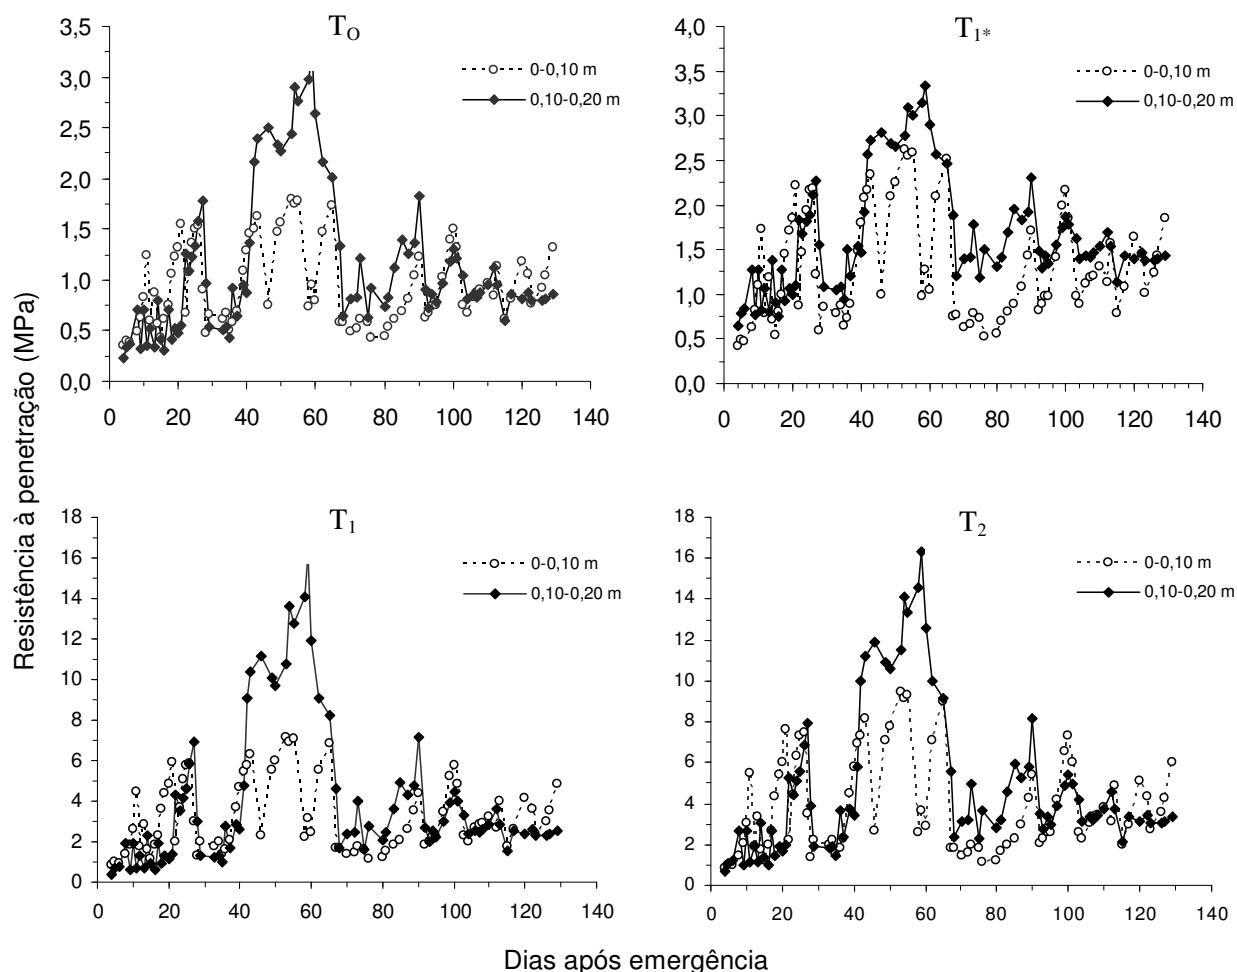 T₀
3,5
3,0
2,5
2,0
1,5
1,0
0,5
0,0
0 20 40 60 80 100 120 140
0-0,10 m
0,10-0,20 m
T₁*
4,0
3,5
3,0
2,5
2,0
1,5
1,0
0,5
0,0
0 20 40 60 80 100 120 140
0-0,10 m
0,10-0,20 m
Resistência à penetração (MPa)
T₁
18
16
14
12
10
8
6
4
2
0
0 20 40 60 80 100 120 140
0-0,10 m
0,10-0,20 m
T₂
18
16
14
12
10
8
6
4
2
0
0 20 40 60 80 100 120 140
0-0,10 m
0,10-0,20 m
Dias após emergência